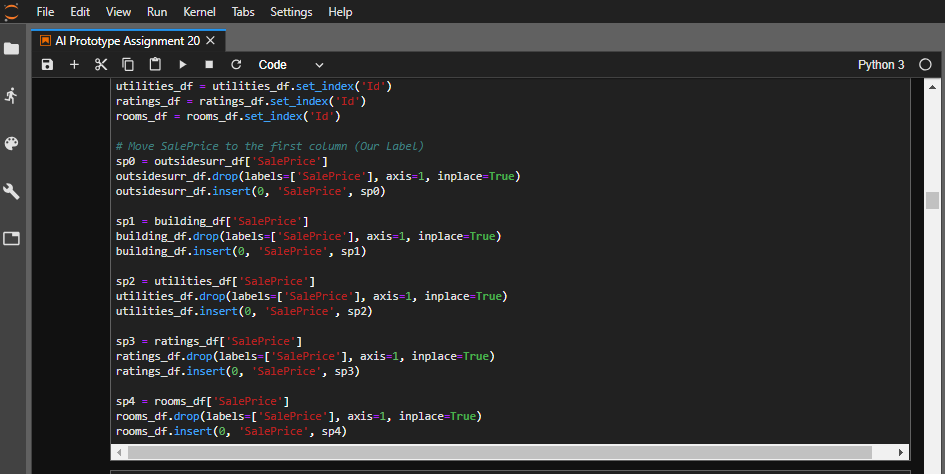 File Edit View Run Kernel Tabs Settings Help
AI Prototype Assignment 20
Code
Python 3
utilities_df = utilities_df.set_index('Id')
ratings_df = ratings_df.set_index('Id')
rooms_df = rooms_df.set_index('Id')
# Move SalePrice to the first column (Our Label)
sp0 = outsidesurr_df['SalePrice']
outsidesurr_df.drop(labels=['SalePrice'], axis=1, inplace=True)
outsidesurr_df.insert(0, 'SalePrice', sp0)
sp1 = building_df['SalePrice']
building_df.drop(labels=['SalePrice'], axis=1, inplace=True)
building_df.insert(0, 'SalePrice', sp1)
sp2 = utilities_df['SalePrice']
utilities_df.drop(labels=['SalePrice'], axis=1, inplace=True)
utilities_df.insert(0, 'SalePrice', sp2)
sp3 = ratings_df['SalePrice']
ratings_df.drop(labels=['SalePrice'], axis=1, inplace=True)
ratings_df.insert(0, 'SalePrice', sp3)
sp4 = rooms_df['SalePrice']
rooms_df.drop(labels=['SalePrice'], axis=1, inplace=True)
rooms_df.insert(0, 'SalePrice', sp4)